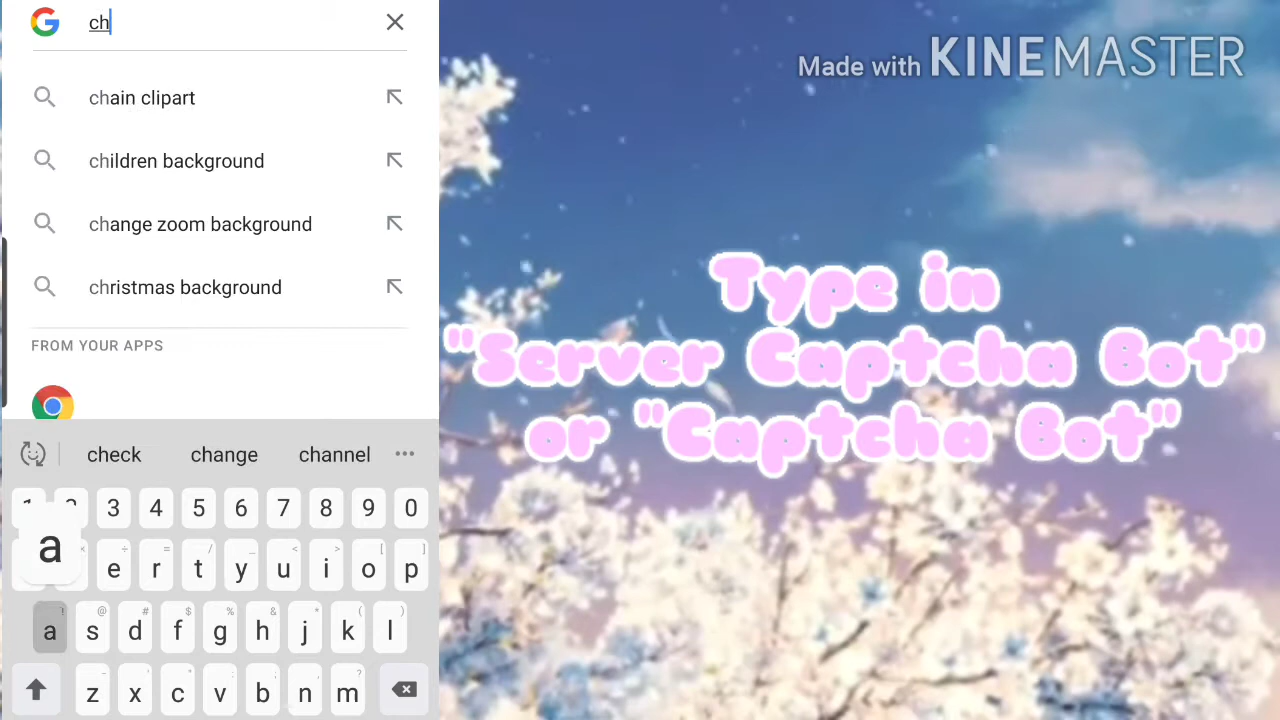 ch
chain clipart
children background
change zoom background
christmas background
FROM YOUR APPS
check change channel
3 4 5 6 7 8 9 0
a
e r t y u i o p
a s d f g h j k l
z x c v b n m
Made with KINEMASTER
Type in
"Server Captcha Bot"
or "Captcha Bot"